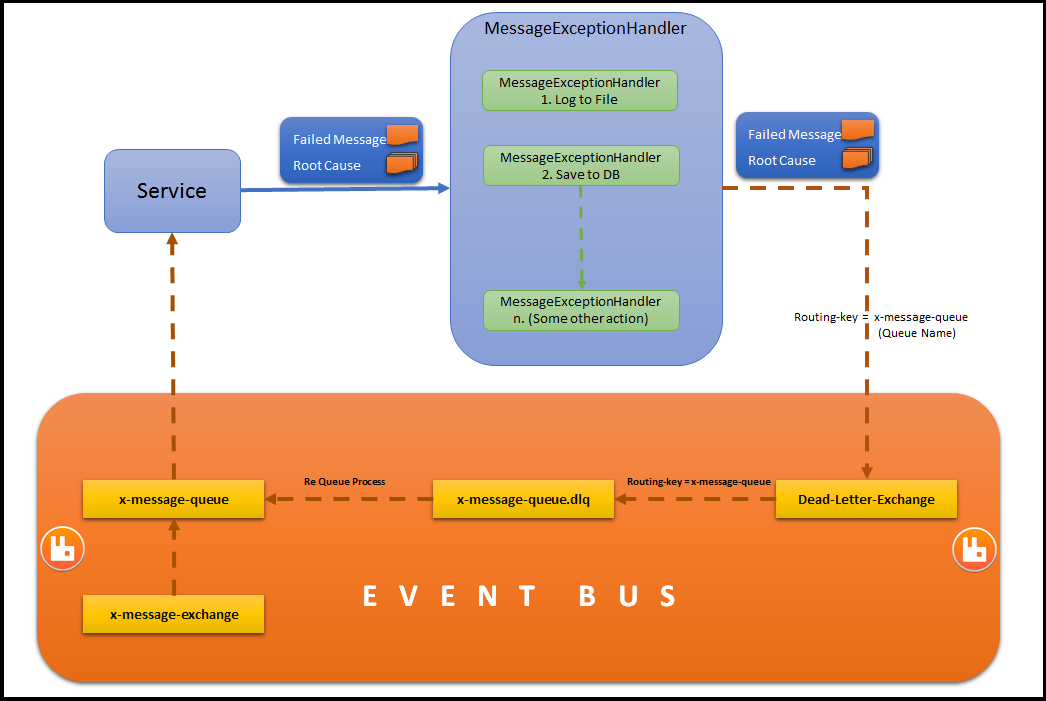 MessageExceptionHandler
MessageExceptionHandler
1. Log to File
Failed Message
Root Cause
Failed Message
Root Cause
MessageExceptionHandler
2. Save to DB
Service
MessageExceptionHandler
n. (Some other action)
Routing-key = x-message-queue
(Queue Name)
Re Queue Process
Routing-key = x-message-queue
x-message-queue
x-message-queue.dlq
Dead-Letter-Exchange
EVENT BUS
x-message-exchange